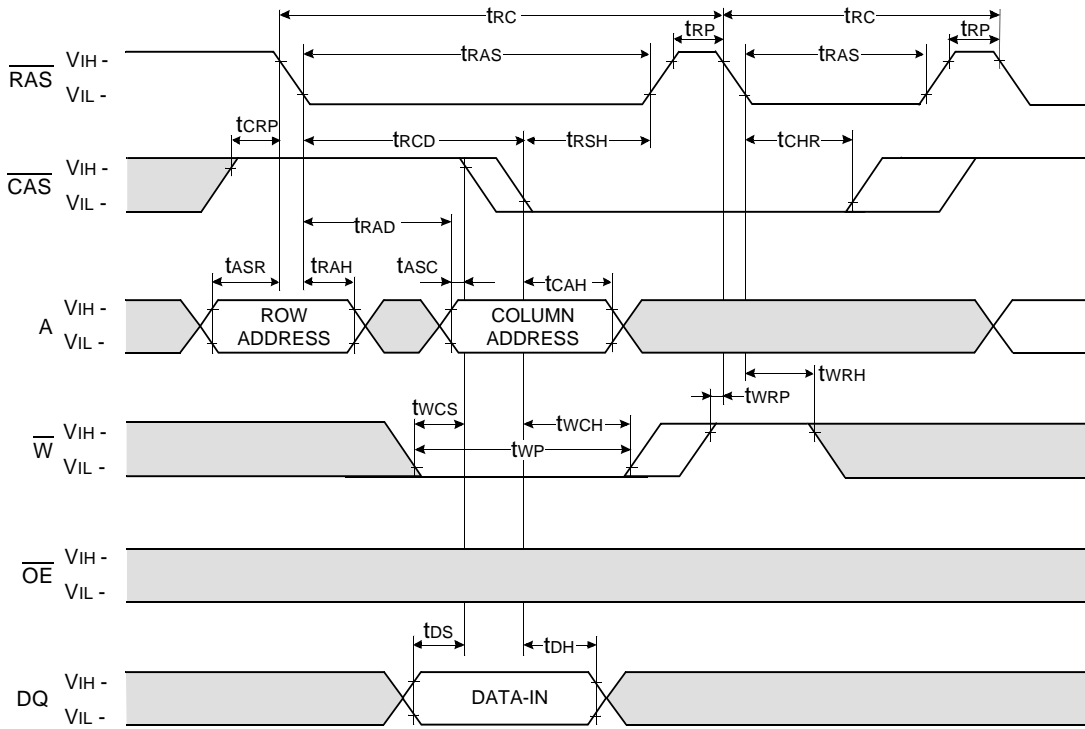 tRC tRC
tRP tRP
RAS VIH - tRAS tRAS
VIL -
tCRP tRCD tRSH tCHR
CAS VIH -
VIL -
tRAD
tASR tRAH tASC tCAH
A VIH - ROW ADDRESS COLUMN ADDRESS
VIL -
tWRH
tWRP
tWCS tWCH
W VIH - tWP
VIL -
OE VIH -
VIL -
tDS tDH
DQ VIH - DATA-IN
VIL -